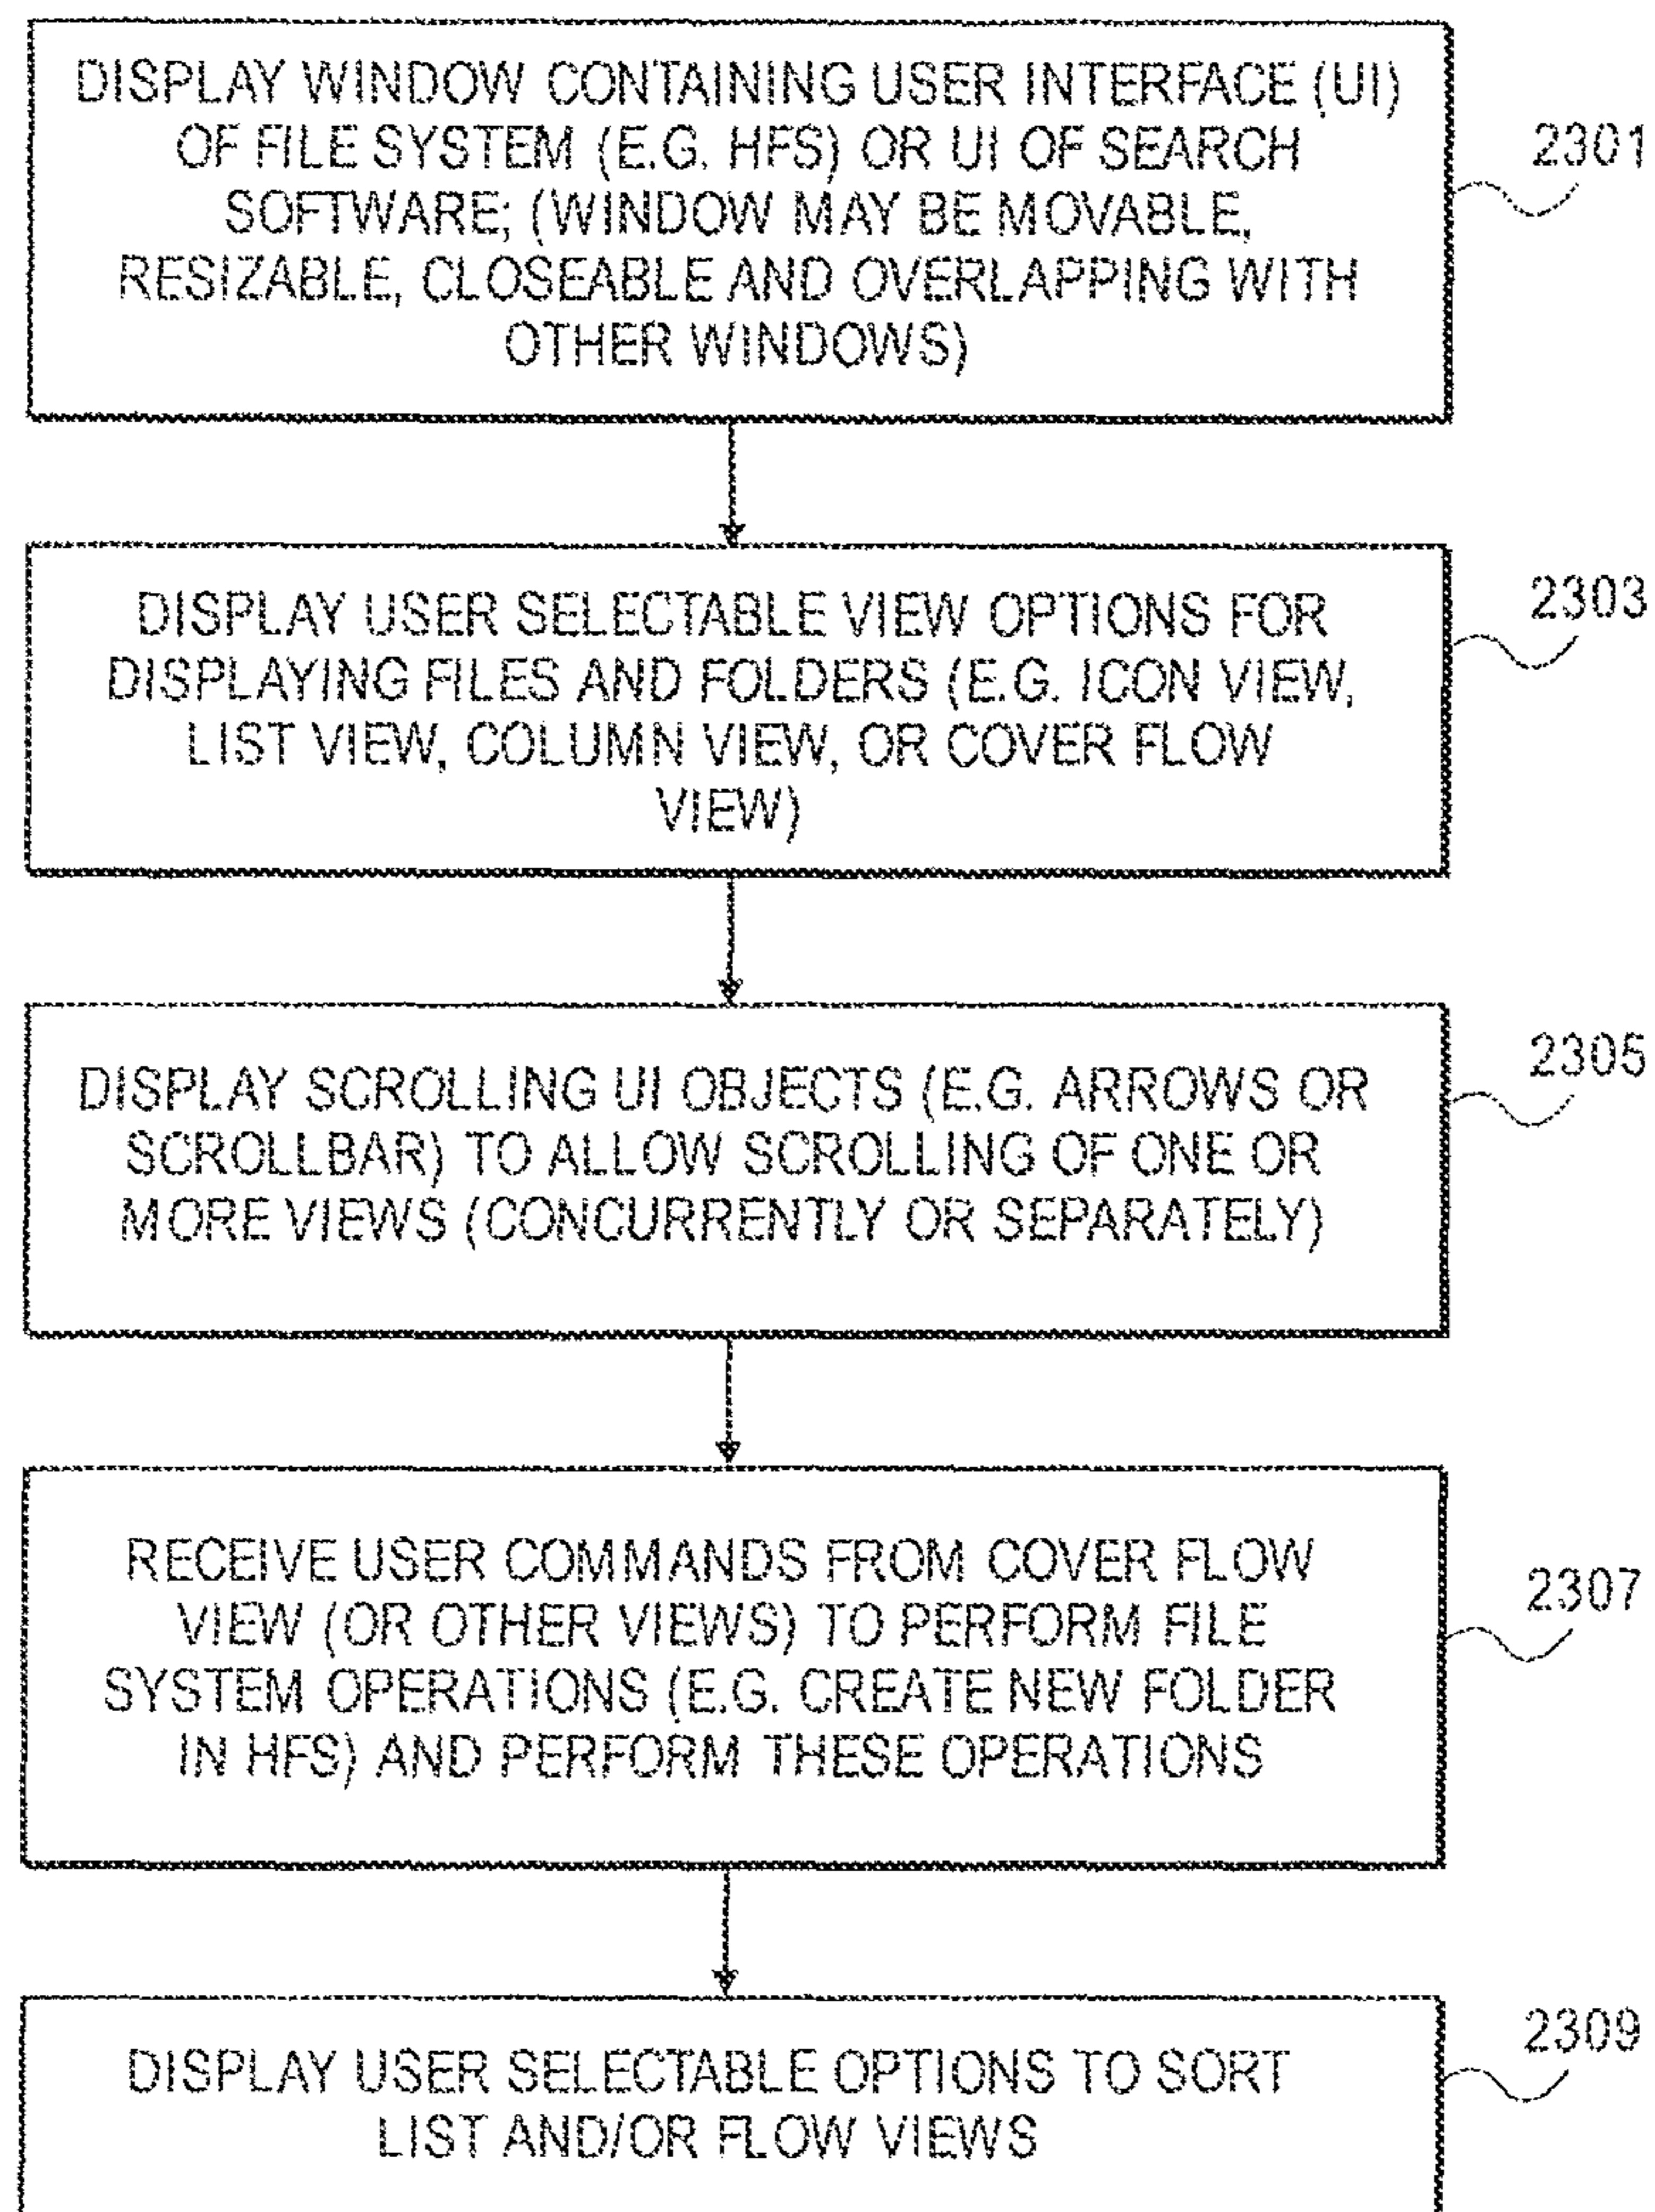 DISPLAY WINDOW CONTAINING USER INTERFACE (UI)
OF FILE SYSTEM (E.G. HFS) OR UI OF SEARCH
SOFTWARE; (WINDOW MAY BE MOVABLE,
RESIZABLE, CLOSEABLE AND OVERLAPPING WITH
OTHER WINDOWS)
2301
DISPLAY USER SELECTABLE VIEW OPTIONS FOR
DISPLAYING FILES AND FOLDERS (E.G. ICON VIEW,
LIST VIEW, COLUMN VIEW, OR COVER FLOW
VIEW)
2303
DISPLAY SCROLLING UI OBJECTS (E.G. ARROWS OR
SCROLLBAR) TO ALLOW SCROLLING OF ONE OR
MORE VIEWS (CONCURRENTLY OR SEPARATELY)
2305
RECEIVE USER COMMANDS FROM COVER FLOW
VIEW (OR OTHER VIEWS) TO PERFORM FILE
SYSTEM OPERATIONS (E.G. CREATE NEW FOLDER
IN HFS) AND PERFORM THESE OPERATIONS
2307
DISPLAY USER SELECTABLE OPTIONS TO SORT
LIST AND/OR FLOW VIEWS
2309